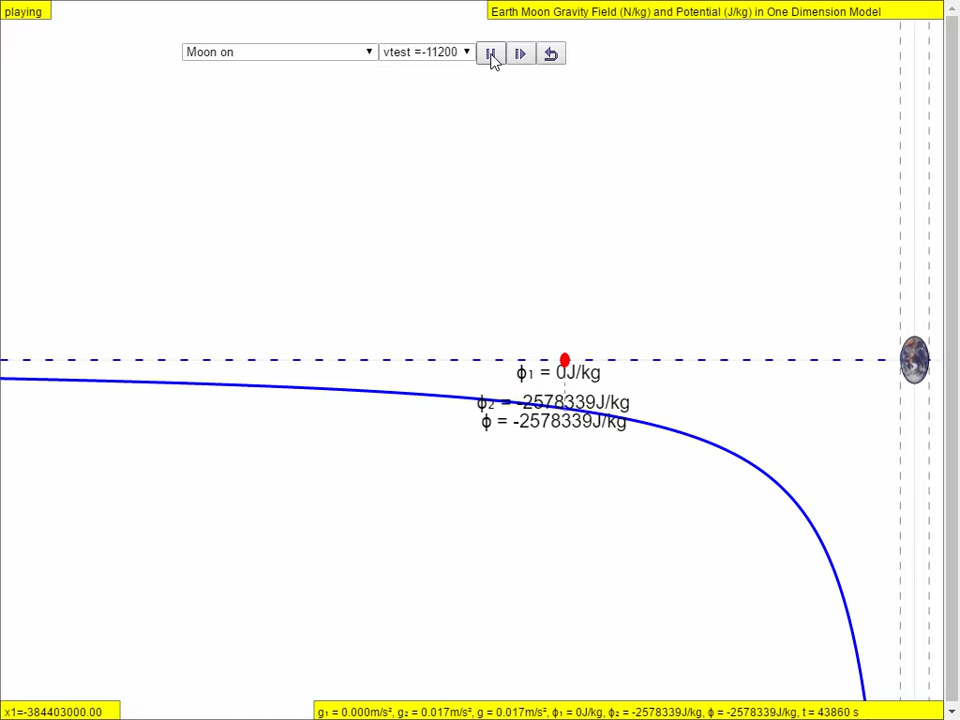 playing
Earth Moon Gravity Field (N/kg) and Potential (J/kg) in One Dimension Model
Moon on
vtest =-11200
ϕ₁ = 0J/kg
ϕ₂ = -2578339J/kg
ϕ = -2578339J/kg
x1=-384403000.00
g₁ = 0.000m/s², g₂ = 0.017m/s², g = 0.017m/s², ϕ₁ = 0J/kg, ϕ₂ = -2578339J/kg, ϕ = -2578339J/kg, t = 43860 s